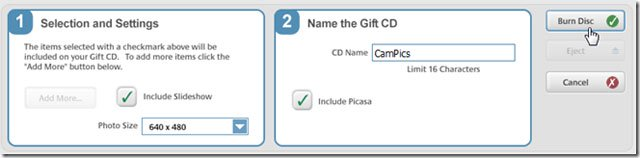 1 Selection and Settings
The items selected with a checkmark above will be
included on your Gift CD. To add more items click the
"Add More" button below.
Add More...
Include Slideshow
Photo Size 640 x 480
2 Name the Gift CD
CD Name CamPics
Limit 16 Characters
Include Picasa
Burn Disc
Eject
Cancel